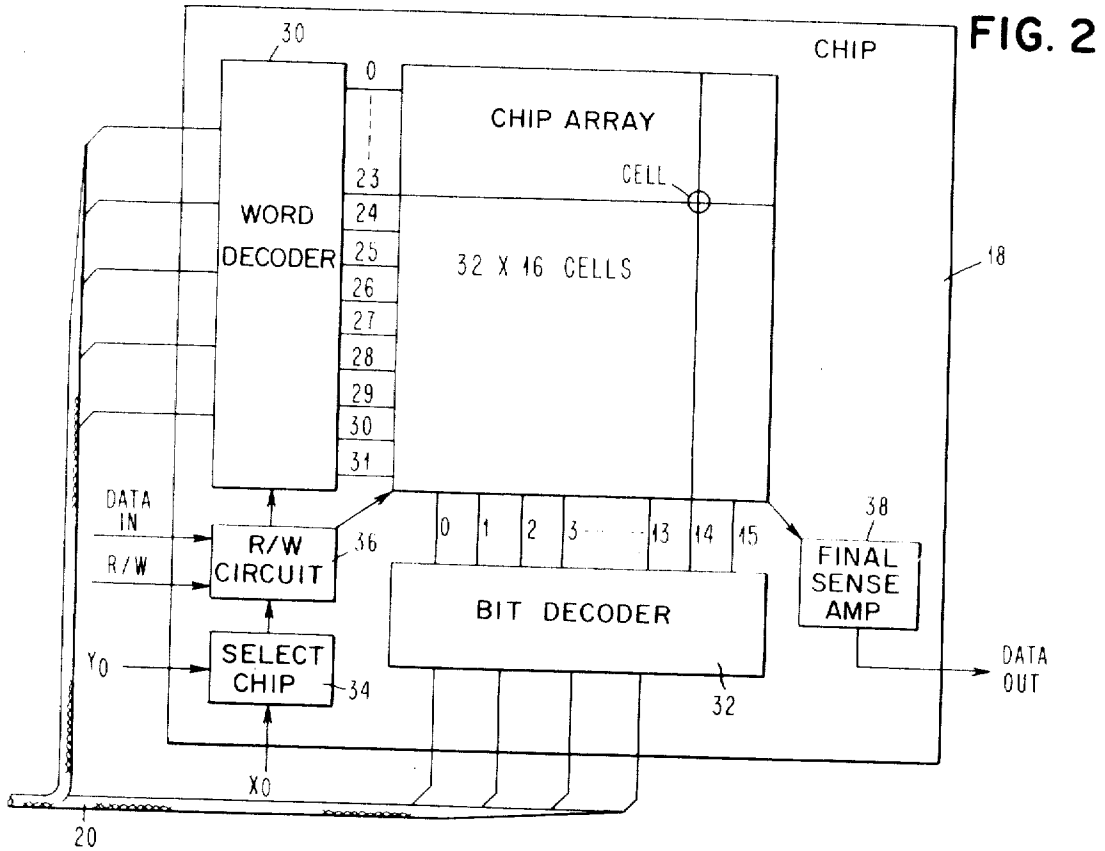 FIG. 2
CHIP
30
0
CHIP ARRAY
CELL
23
WORD
DECODER
24
25
32 X 16 CELLS
18
26
27
28
29
30
31
DATA
IN
R/W
CIRCUIT
36
R/W
0 1 2 3 13 14 15
38
FINAL
SENSE
AMP
BIT DECODER
SELECT
CHIP
34
Y0
32
DATA
OUT
X0
20